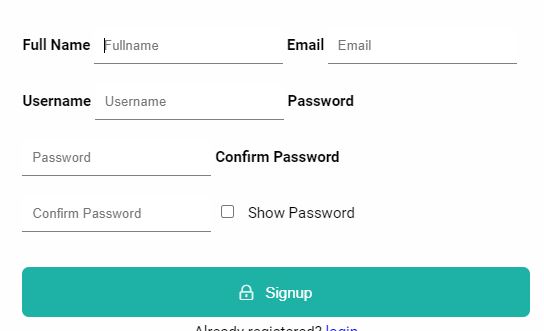 Full Name Fullname Email Email
Username Username Password
Password Confirm Password
Confirm Password Show Password
Signup
Already registered? login